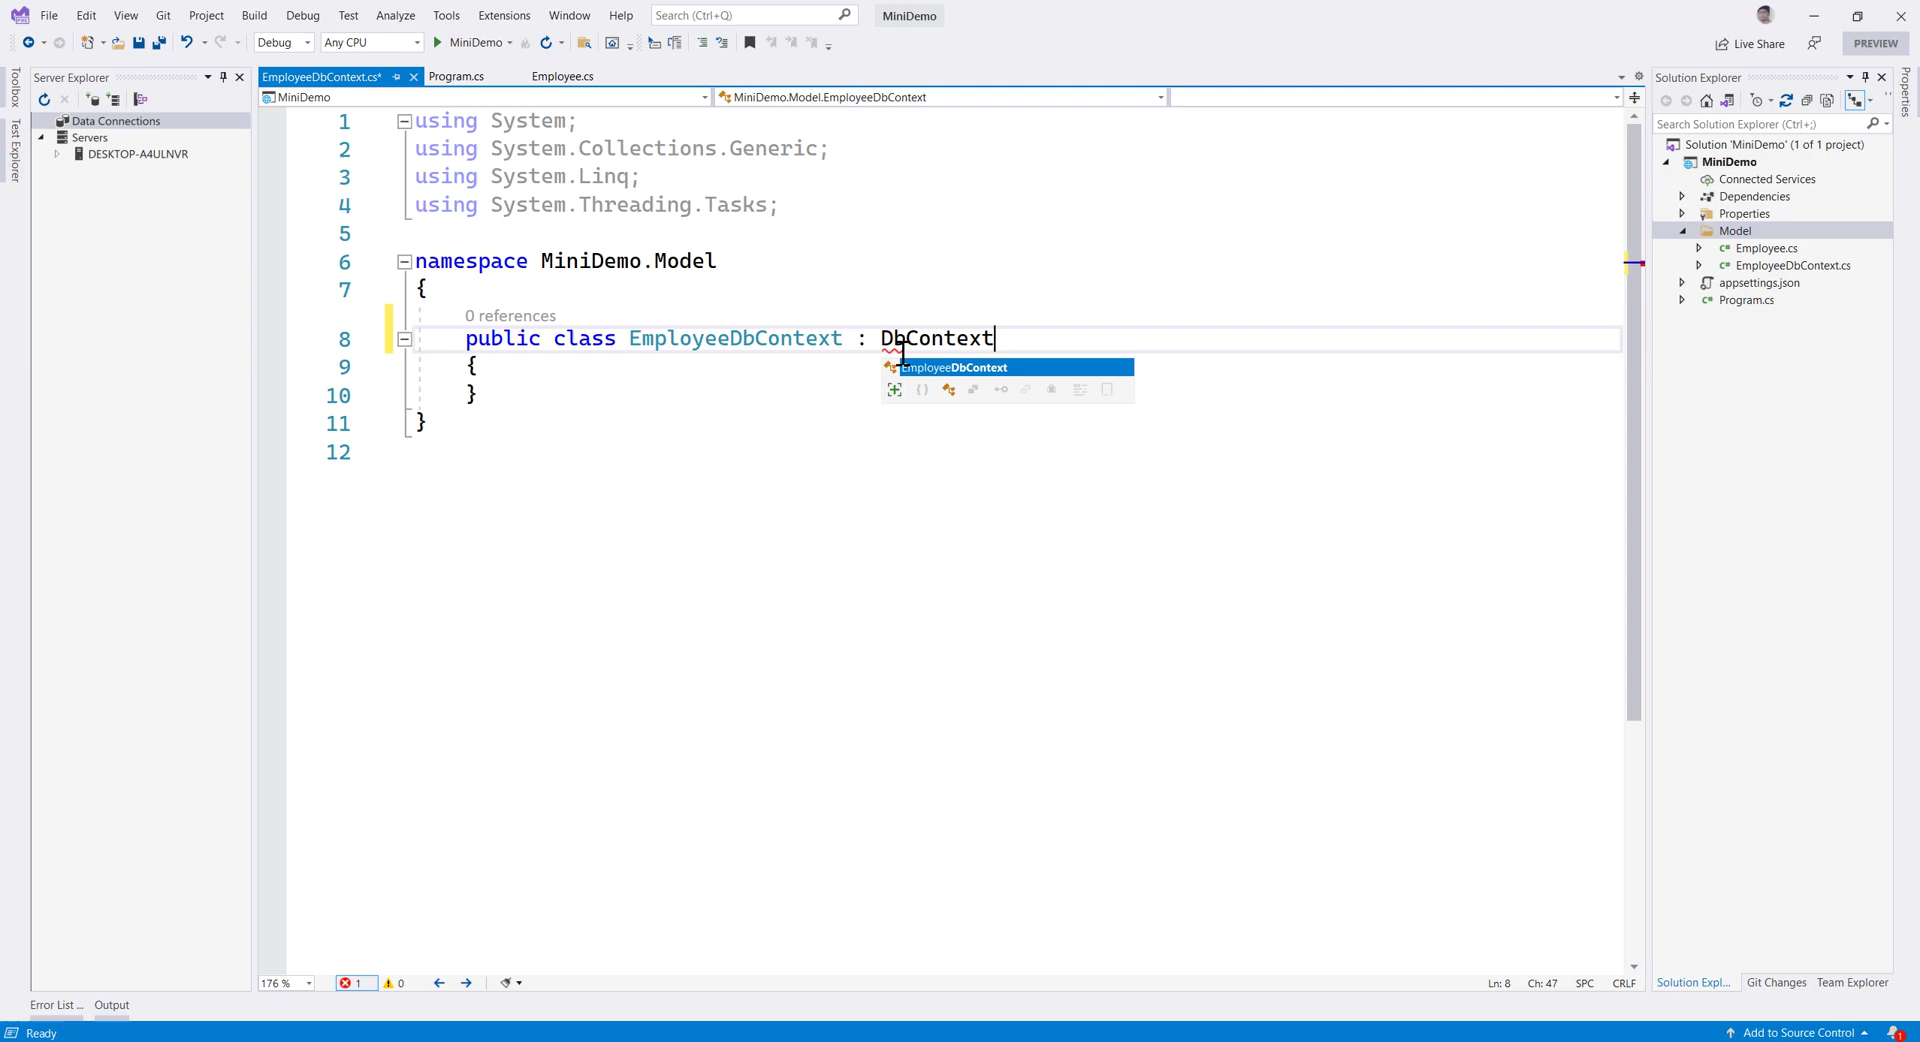 File Edit View Git Project Build Debug Test Analyze Tools Extensions Window Help Search (Ctrl+Q) MiniDemo
Debug Any CPU MiniDemo Live Share PREVIEW
Toolbox
Test Explorer
Server Explorer
Data Connections
Servers
DESKTOP-A4ULNVR
EmployeeDbContext.cs* Program.cs Employee.cs
MiniDemo MiniDemo.Model.EmployeeDbContext
1 using System;
2 using System.Collections.Generic;
3 using System.Linq;
4 using System.Threading.Tasks;
5
6 namespace MiniDemo.Model
7 {
0 references
8 public class EmployeeDbContext : DbContext
EmployeeDbContext
9 {
10 }
11 }
12
176 % 1 0 Ln: 8 Ch: 47 SPC CRLF
Solution Explorer
Search Solution Explorer (Ctrl+;)
Solution 'MiniDemo' (1 of 1 project)
MiniDemo
Connected Services
Dependencies
Properties
Model
Employee.cs
EmployeeDbContext.cs
appsettings.json
Program.cs
Solution Expl... Git Changes Team Explorer
Properties
Error List ... Output
Ready Add to Source Control 1